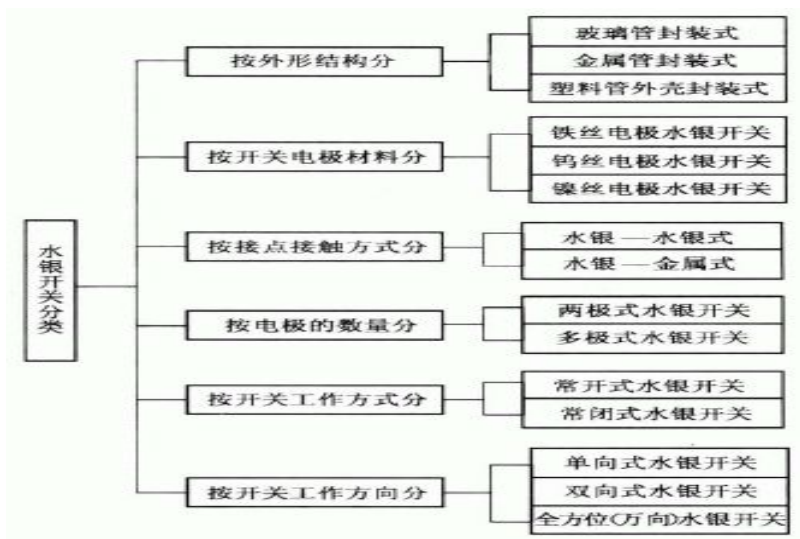 水银开关分类
按外形结构分
玻璃管封装式
金属管封装式
塑料管外壳封装式
按开关电极材料分
铁丝电极水银开关
钨丝电极水银开关
镍丝电极水银开关
按接点接触方式分
水银—水银式
水银—金属式
按电极的数量分
两极式水银开关
多极式水银开关
按开关工作方式分
常开式水银开关
常闭式水银开关
按开关工作方向分
单向式水银开关
双向式水银开关
全方位(万向)水银开关